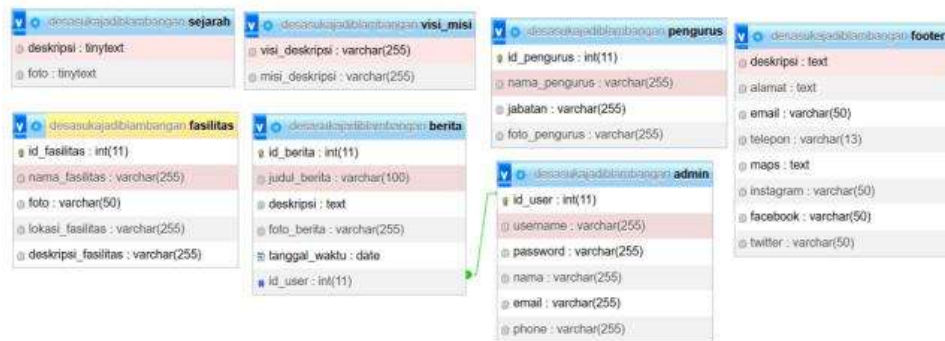 desasukajadiblambangan sejarah
deskripsi : tinytext
foto : tinytext
desasukajadiblambangan visi_misi
visi_deskripsi : varchar(255)
misi_deskripsi : varchar(255)
desasukajadiblambangan pengurus
id_pengurus : int(11)
nama_pengurus : varchar(255)
jabatan : varchar(255)
foto_pengurus : varchar(255)
desasukajadiblambangan footer
deskripsi : text
alamat : text
email : varchar(50)
telepon : varchar(13)
maps : text
instagram : varchar(50)
facebook : varchar(50)
twitter : varchar(50)
desasukajadiblambangan fasilitas
id_fasilitas : int(11)
nama_fasilitas : varchar(255)
foto : varchar(50)
lokasi_fasilitas : varchar(255)
deskripsi_fasilitas : varchar(255)
desasukajadiblambangan berita
id_berita : int(11)
judul_berita : varchar(100)
deskripsi : text
foto_berita : varchar(255)
tanggal_waktu : date
id_user : int(11)
desasukajadiblambangan admin
id_user : int(11)
username : varchar(255)
password : varchar(255)
nama : varchar(255)
email : varchar(255)
phone : varchar(255)